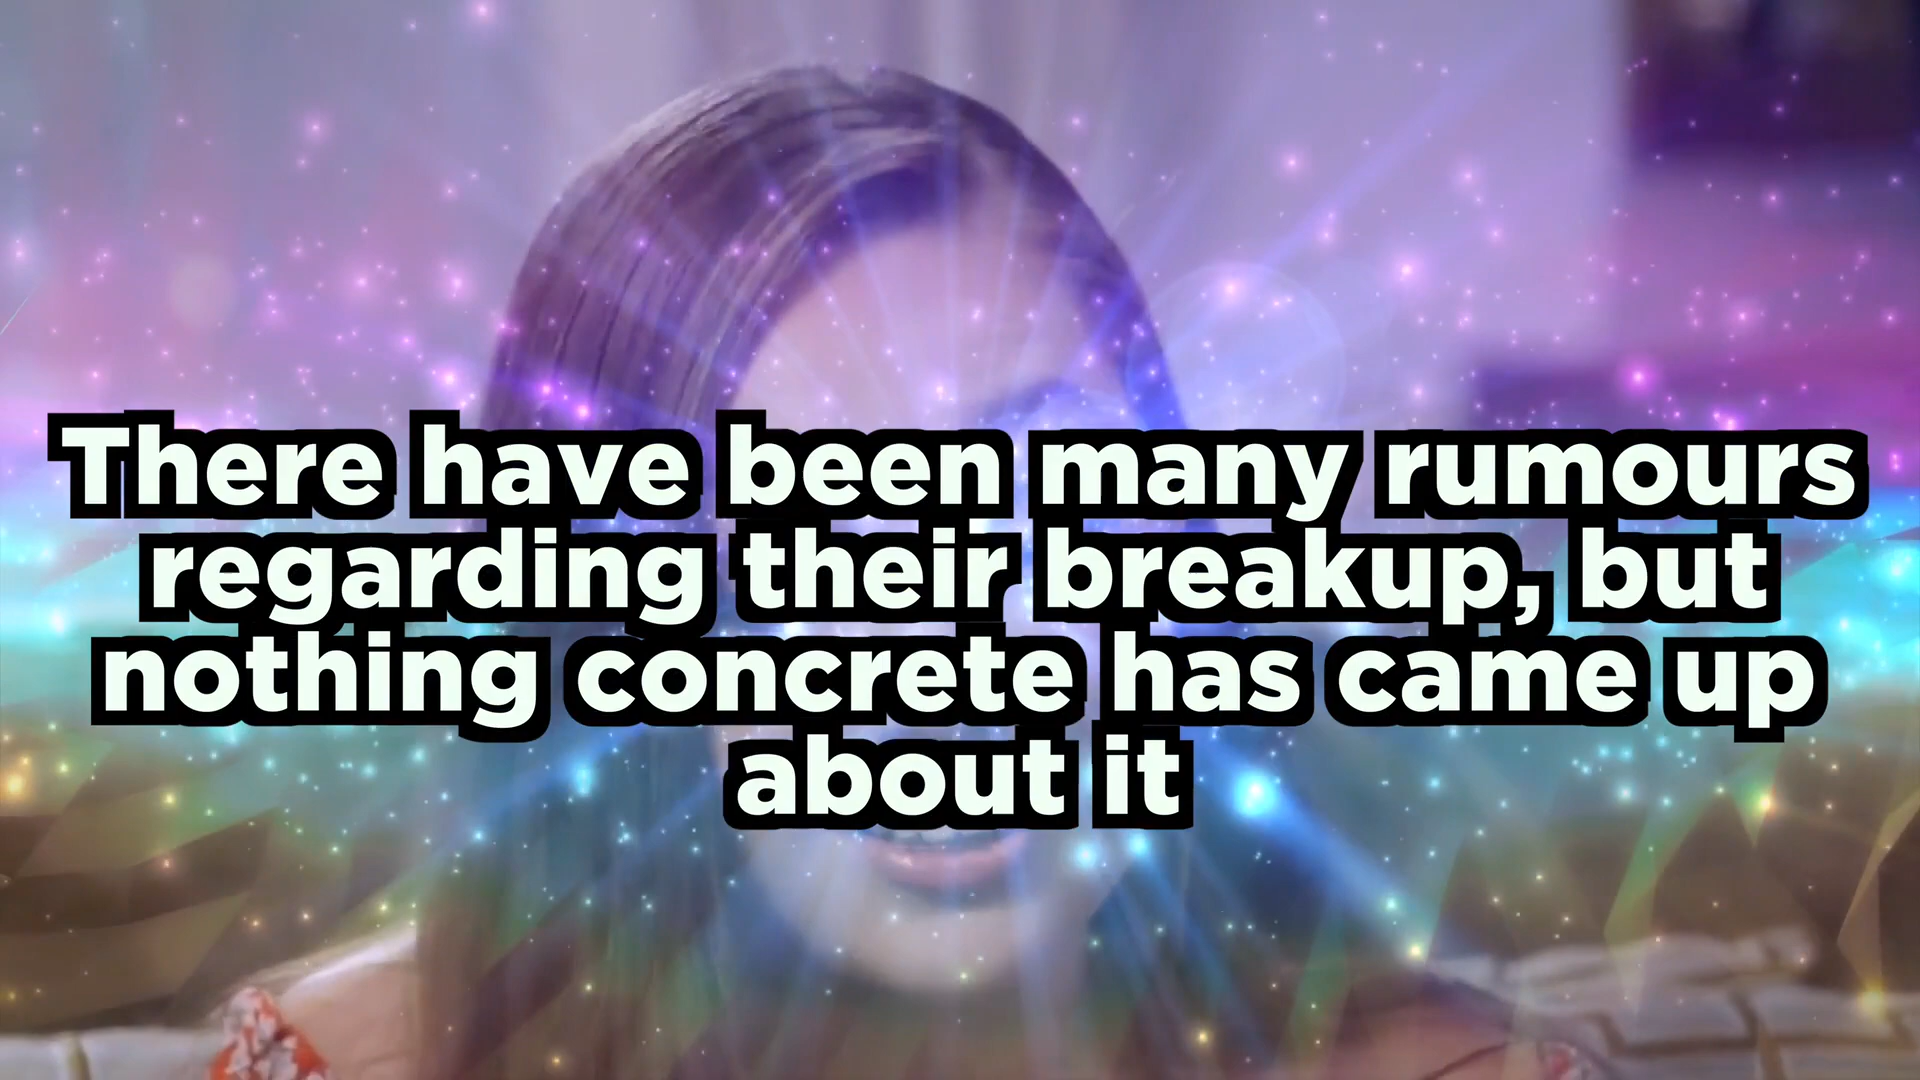 There have been many rumours
regarding their breakup, but
nothing concrete has came up
about it